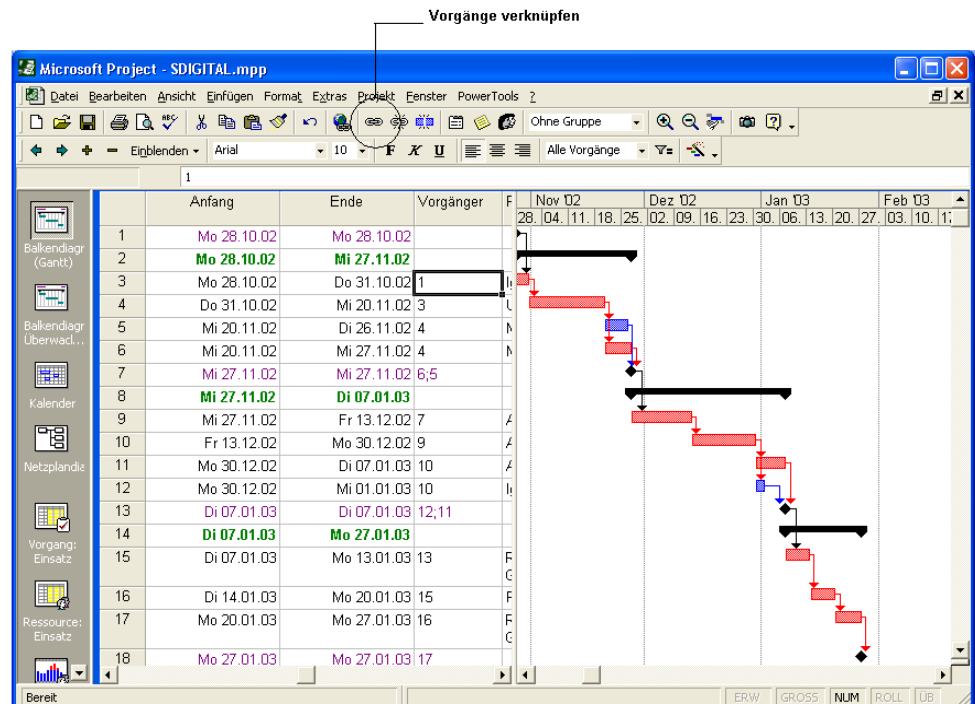 Vorgänge verknüpfen
Microsoft Project - SDIGITAL.mpp
Datei Bearbeiten Ansicht Einfügen Format Extras Projekt Fenster PowerTools ?
ABC Ohne Gruppe
Einblenden Arial 10 F K U Alle Vorgänge
1
Anfang Ende Vorgänger F Nov '02 Dez '02 Jan '03 Feb '03
28. 04. 11. 18. 25. 02. 09. 16. 23. 30. 06. 13. 20. 27. 03. 10. 17
1 Mo 28.10.02 Mo 28.10.02
2 Mo 28.10.02 Mi 27.11.02
3 Mo 28.10.02 Do 31.10.02 1
4 Do 31.10.02 Mi 20.11.02 3
5 Mi 20.11.02 Di 26.11.02 4
6 Mi 20.11.02 Mi 27.11.02 4
7 Mi 27.11.02 Mi 27.11.02 6;5
8 Mi 27.11.02 Di 07.01.03
9 Mi 27.11.02 Fr 13.12.02 7
10 Fr 13.12.02 Mo 30.12.02 9
11 Mo 30.12.02 Di 07.01.03 10
12 Mo 30.12.02 Mi 01.01.03 10
13 Di 07.01.03 Di 07.01.03 12;11
14 Di 07.01.03 Mo 27.01.03
15 Di 07.01.03 Mo 13.01.03 13
16 Di 14.01.03 Mo 20.01.03 15
17 Mo 20.01.03 Mo 27.01.03 16
18 Mo 27.01.03 Mo 27.01.03 17
Balkendiagr
(Gantt)
Balkendiagr
Überwacl...
Kalender
Netzplandia
Vorgang:
Einsatz
Ressource:
Einsatz
Bereit ERW GROSS NUM ROLL ÜB